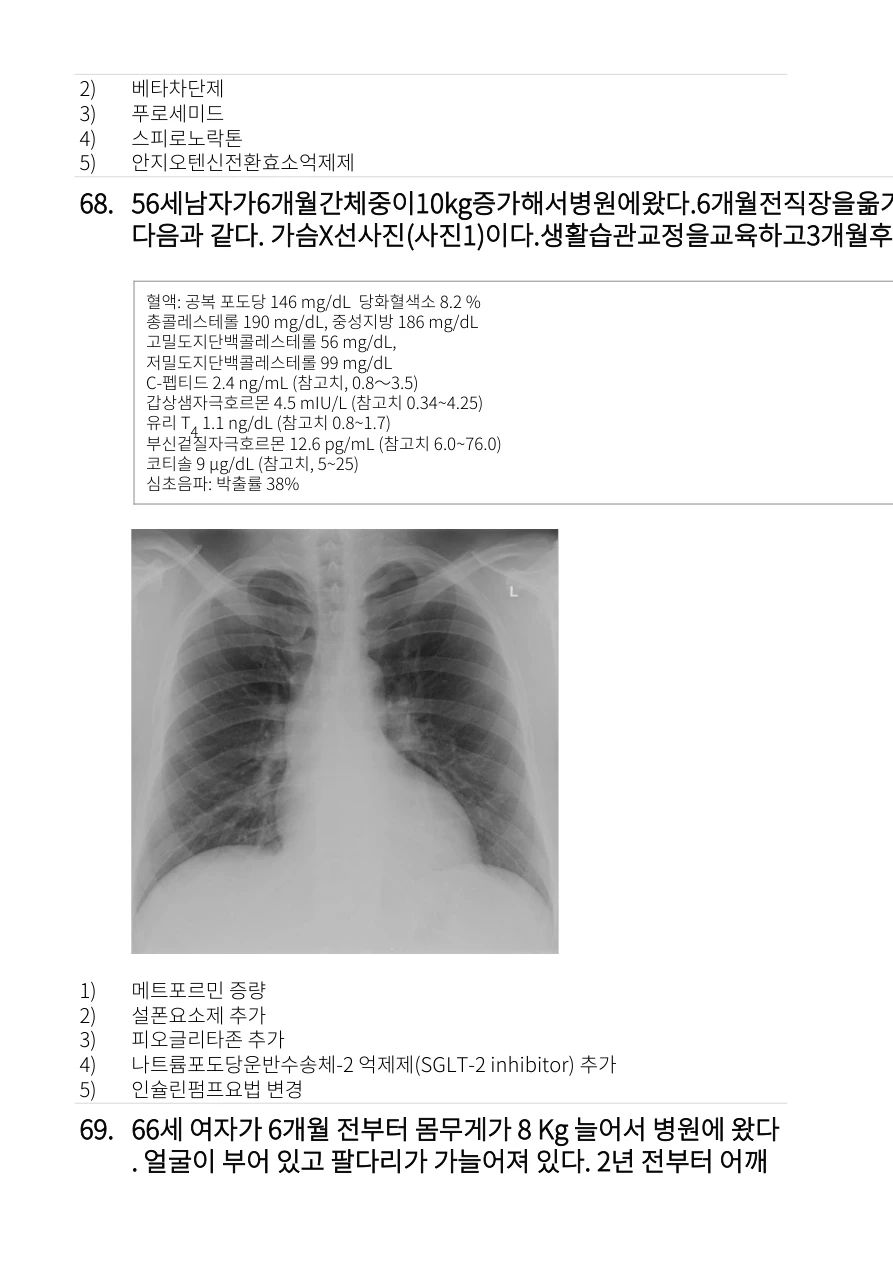 2) 베타차단제
3) 푸로세미드
4) 스피로노락톤
5) 안지오텐신전환효소억제제
68. 56세남자가6개월간체중이10kg증가해서병원에왔다.6개월전직장을옮기
다음과 같다. 가슴X선사진(사진1)이다.생활습관교정을교육하고3개월후
혈액: 공복 포도당 146 mg/dL 당화혈색소 8.2 %
총콜레스테롤 190 mg/dL, 중성지방 186 mg/dL
고밀도지단백콜레스테롤 56 mg/dL,
저밀도지단백콜레스테롤 99 mg/dL
C-펩티드 2.4 ng/mL (참고치, 0.8～3.5)
갑상샘자극호르몬 4.5 mIU/L (참고치 0.34~4.25)
유리 T4 1.1 ng/dL (참고치 0.8~1.7)
부신겉질자극호르몬 12.6 pg/mL (참고치 6.0~76.0)
코티솔 9 µg/dL (참고치, 5~25)
심초음파: 박출률 38%
L
1) 메트포르민 증량
2) 설폰요소제 추가
3) 피오글리타존 추가
4) 나트륨포도당운반수송체-2 억제제(SGLT-2 inhibitor) 추가
5) 인슐린펌프요법 변경
69. 66세 여자가 6개월 전부터 몸무게가 8 Kg 늘어서 병원에 왔다
. 얼굴이 부어 있고 팔다리가 가늘어져 있다. 2년 전부터 어깨